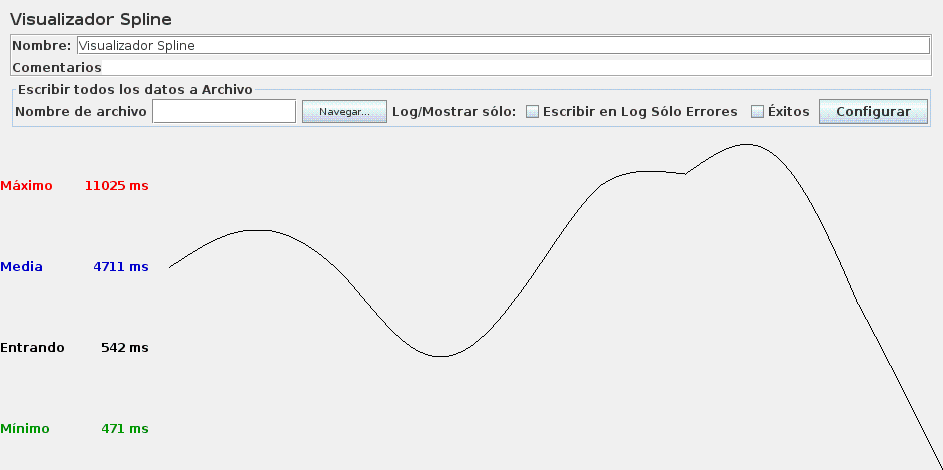 Visualizador Spline
Nombre: Visualizador Spline
Comentarios
Escribir todos los datos a Archivo
Nombre de archivo Navegar... Log/Mostrar sólo: Escribir en Log Sólo Errores Éxitos Configurar
Máximo 11025 ms
Media 4711 ms
Entrando 542 ms
Mínimo 471 ms